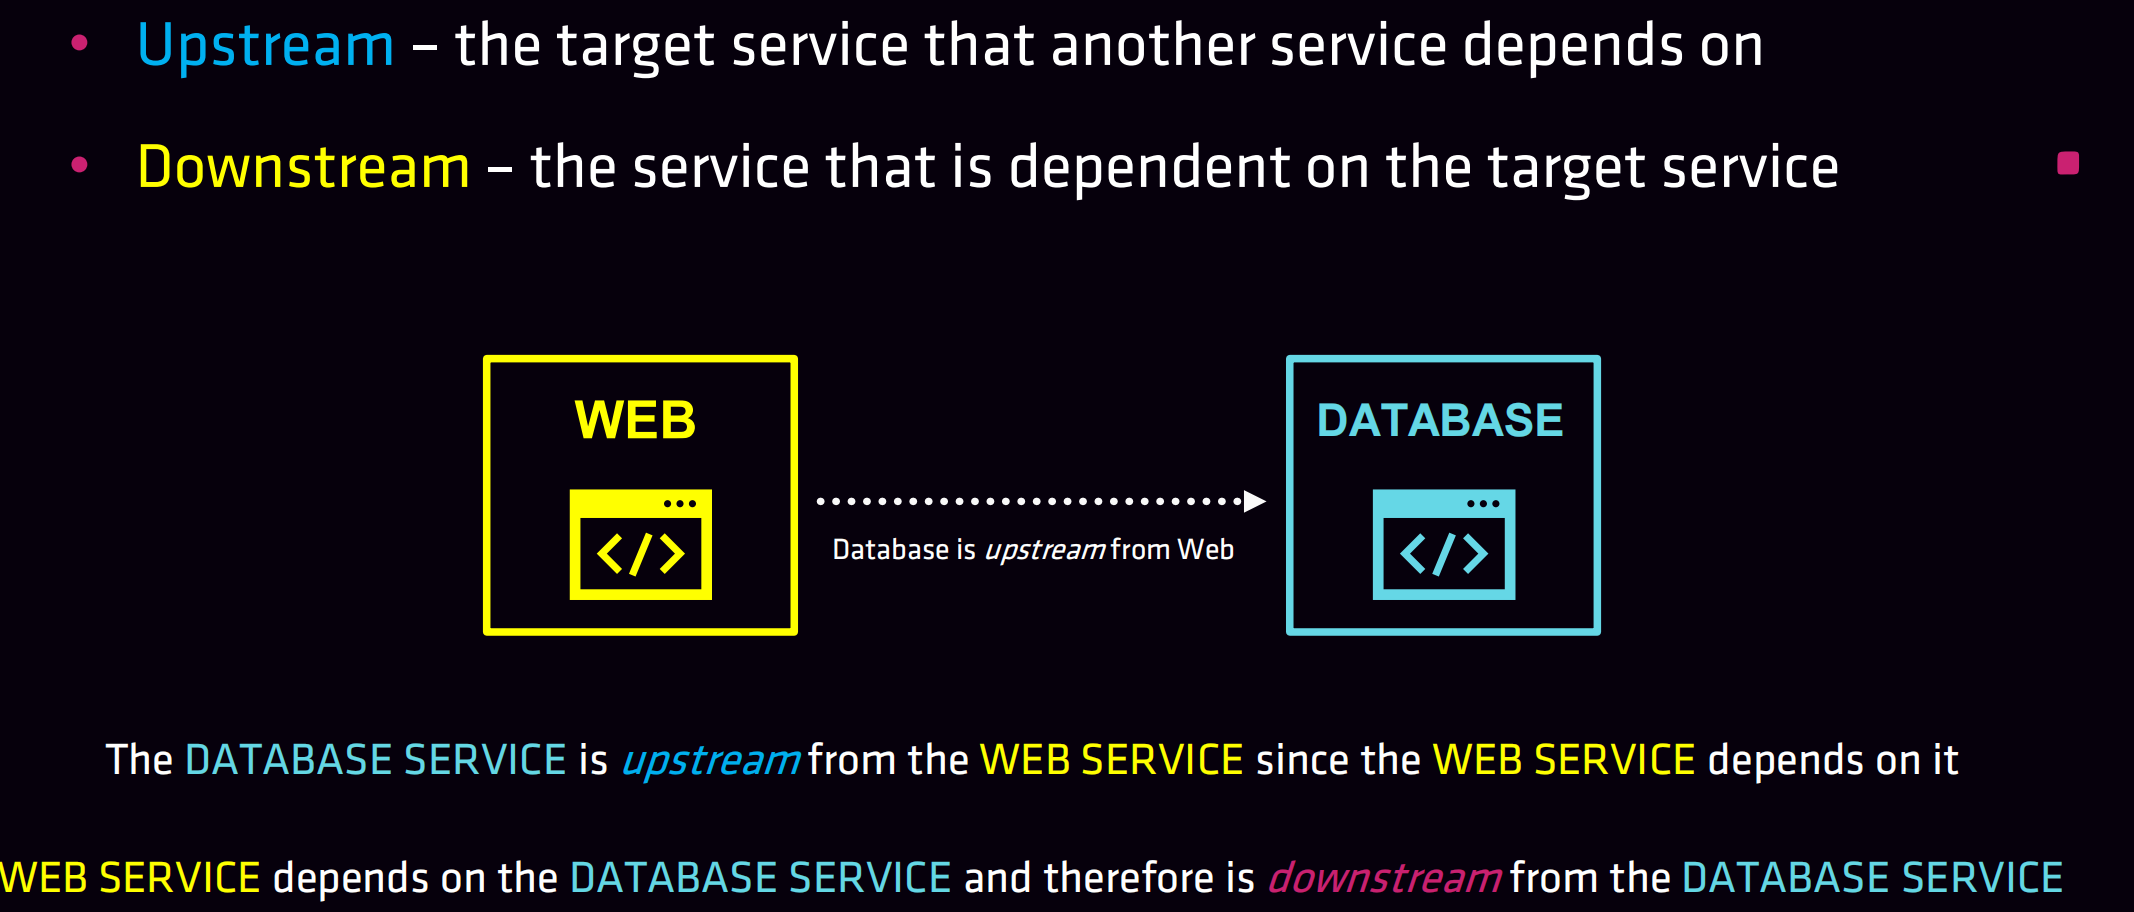 • Upstream – the target service that another service depends on
• Downstream – the service that is dependent on the target service
WEB
</>
Database is upstream from Web
DATABASE
</>
The DATABASE SERVICE is upstream from the WEB SERVICE since the WEB SERVICE depends on it
WEB SERVICE depends on the DATABASE SERVICE and therefore is downstream from the DATABASE SERVICE